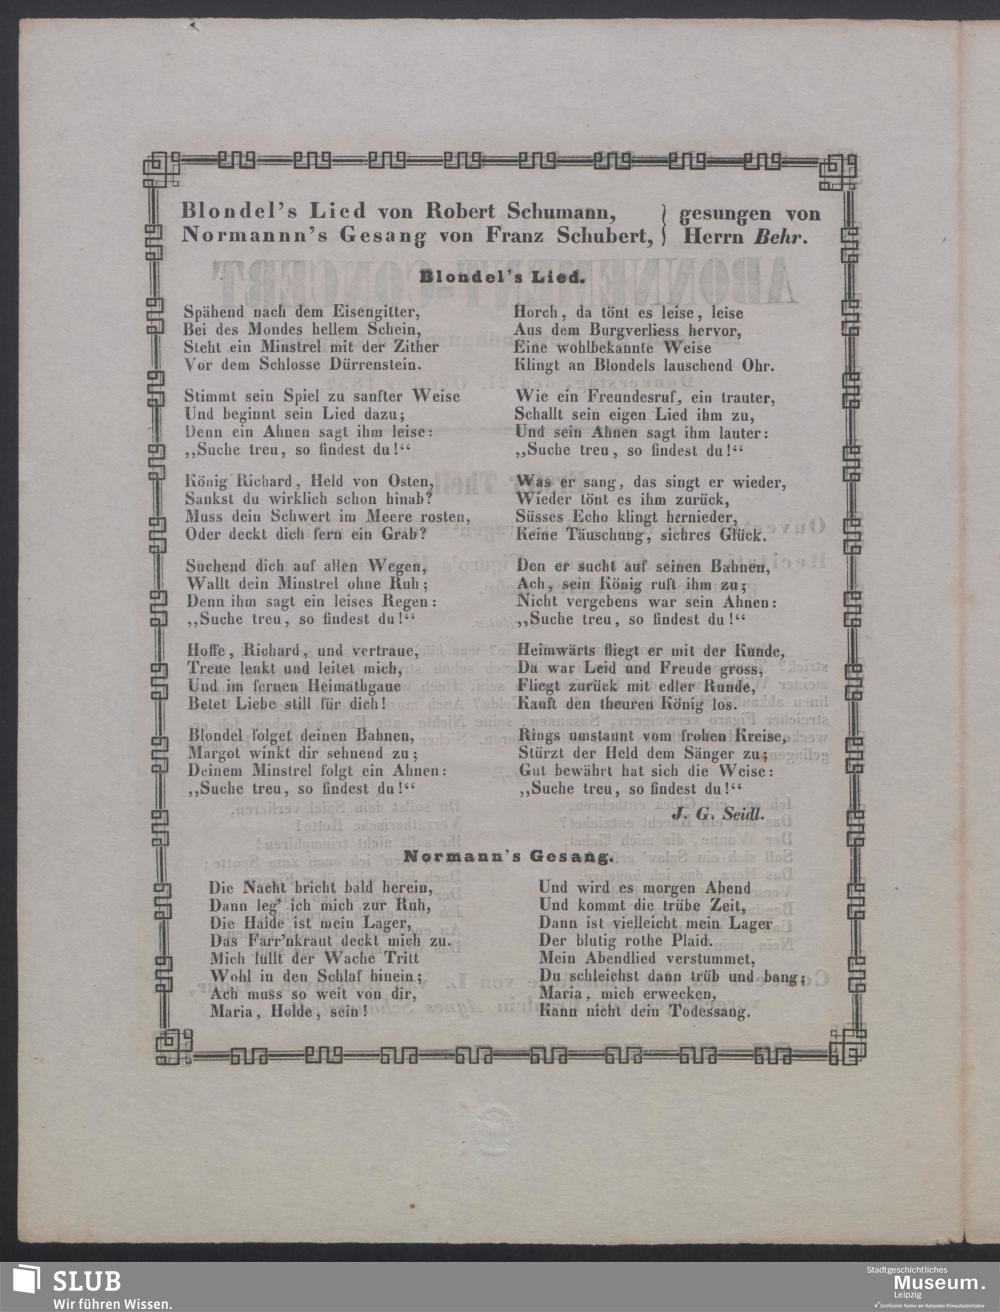 Blondel's Lied von Robert Schumann,
Normannn's Gesang von Franz Schubert,
} gesungen von
Herrn Behr.
Blondel's Lied.
Spähend nach dem Eisengitter,
Bei des Mondes hellem Schein,
Steht ein Minstrel mit der Zither
Vor dem Schlosse Dürrenstein.
Stimmt sein Spiel zu sanfter Weise
Und beginnt sein Lied dazu;
Denn ein Ahnen sagt ihm leise:
,,Suche treu, so findest du!“
König Richard, Held von Osten,
Sankst du wirklich schon hinab?
Muss dein Schwert im Meere rosten,
Oder deckt dich fern ein Grab?
Suchend dich auf allen Wegen,
Wallt dein Minstrel ohne Ruh;
Denn ihm sagt ein leises Regen:
,,Suche treu, so findest du!“
Hoffe, Richard, und vertraue,
Treue lenkt und leitet mich,
Und im fernen Heimathgaue
Betet Liebe still für dich!
Blondel folget deinen Bahnen,
Margot winkt dir sehnend zu;
Deinem Minstrel folgt ein Ahnen:
,,Suche treu, so findest du!“
Horch, da tönt es leise, leise
Aus dem Burgverliess hervor,
Eine wohlbekannte Weise
Klingt an Blondels lauschend Ohr.
Wie ein Freundesruf, ein trauter,
Schallt sein eigen Lied ihm zu,
Und sein Ahnen sagt ihm lauter:
,,Suche treu, so findest du!“
Was er sang, das singt er wieder,
Wieder tönt es ihm zurück,
Süsses Echo klingt hernieder,
Keine Täuschung, sichres Glück.
Den er sucht auf seinen Bahnen,
Ach, sein König ruft ihm zu;
Nicht vergebens war sein Ahnen:
,,Suche treu, so findest du!“
Heimwärts fliegt er mit der Kunde,
Da war Leid und Freude gross,
Fliegt zurück mit edler Runde,
Kauft den theuren König los.
Rings umstaunt vom frohen Kreise,
Stürzt der Held dem Sänger zu;
Gut bewährt hat sich die Weise:
,,Suche treu, so findest du!“
J. G. Seidl.
Normann's Gesang.
Die Nacht bricht bald herein,
Dann leg' ich mich zur Ruh,
Die Haide ist mein Lager,
Das Farr'nkraut deckt mich zu.
Mich lullt der Wache Tritt
Wohl in den Schlaf hinein;
Ach muss so weit von dir,
Maria, Holde, sein!
Und wird es morgen Abend
Und kommt die trübe Zeit,
Dann ist vielleicht mein Lager
Der blutig rothe Plaid.
Mein Abendlied verstummet,
Du schleichst dann trüb und bang;
Maria, mich erwecken,
Kann nicht dein Todessang.
SLUB
Wir führen Wissen.
Stadtgeschichtliches
Museum.
Leipzig